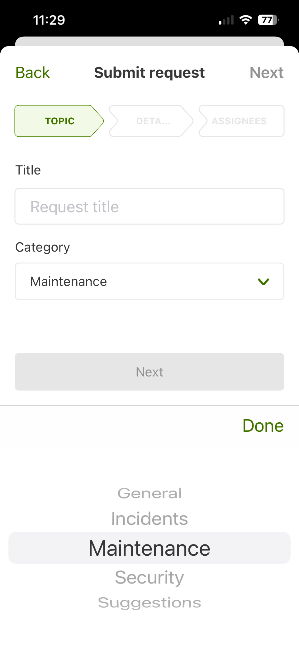 11:29
77
Back Submit request Next
TOPIC DETA... ASSIGNEES
Title
Request title
Category
Maintenance
Next
Done
General
Incidents
Maintenance
Security
Suggestions